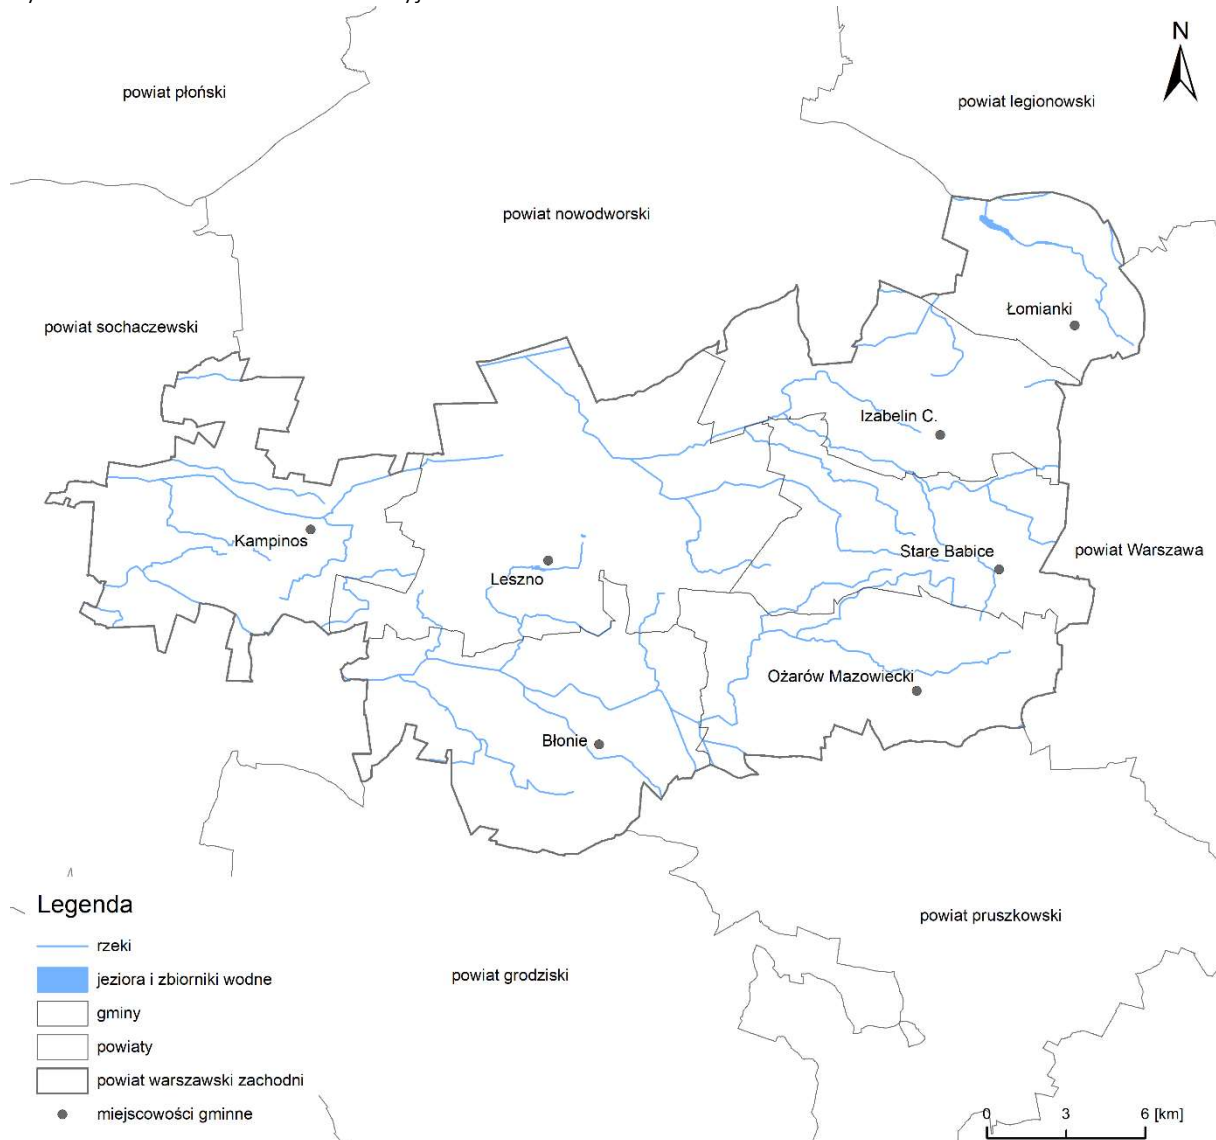 N
powiat płoński
powiat legionowski
powiat nowodworski
Łomianki
powiat sochaczewski
Izabelin C.
Kampinos
Stare Babice
powiat Warszawa
Leszno
Ożarów Mazowiecki
Błonie
Legenda
rzeki
jeziora i zbiorniki wodne
gminy
powiaty
powiat warszawski zachodni
miejscowości gminne
powiat pruszkowski
powiat grodziski
0 3 6 [km]